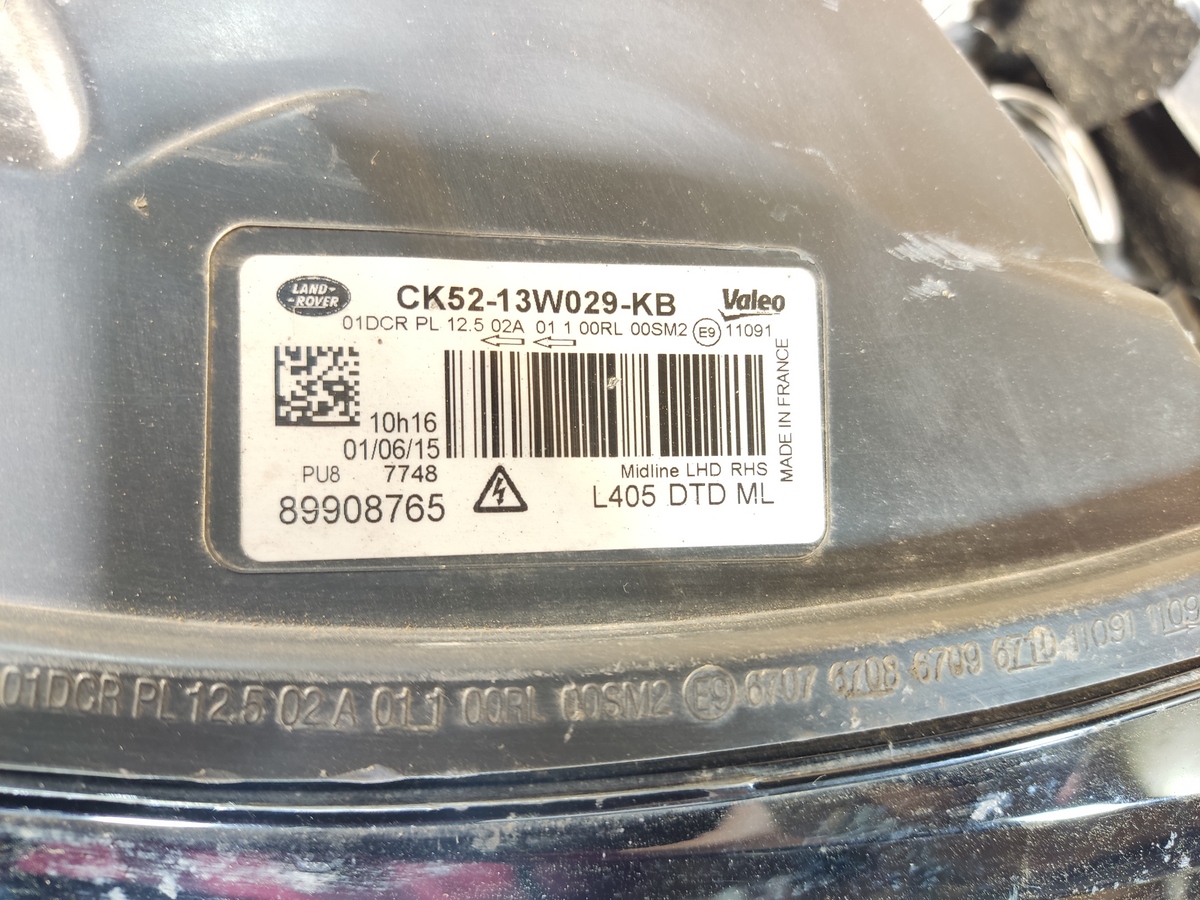 LAND-
-ROVER
CK52-13W029-KB
Valeo
01DCR PL 12.5 02A 01 1 00RL 00SM2 E9 11091
10h16
01/06/15
PU8 7748
89908765
Midline LHD RHS
L405 DTD ML
MADE IN FRANCE
01DCR PL 12.5 02 A 01 1 00RL 00SM2 E9 6707 6708 6709 6710 11091